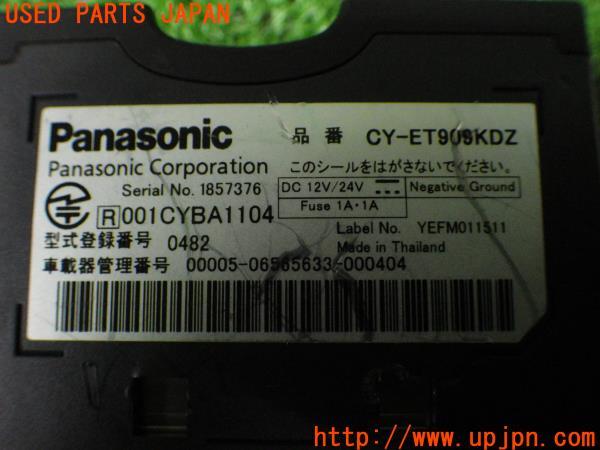 USED PARTS JAPAN
Panasonic 品番 CY-ET909KDZ
Panasonic Corporation このシールをはがさないでください。
Serial No. 1857376 DC 12V/24V Negative Ground
Fuse 1A・1A
R 001CYBA1104
Label No. YEFM011511
型式登録番号 0482
Made in Thailand
車載器管理番号 00005-06565633-000404
http://www.upjpn.com/